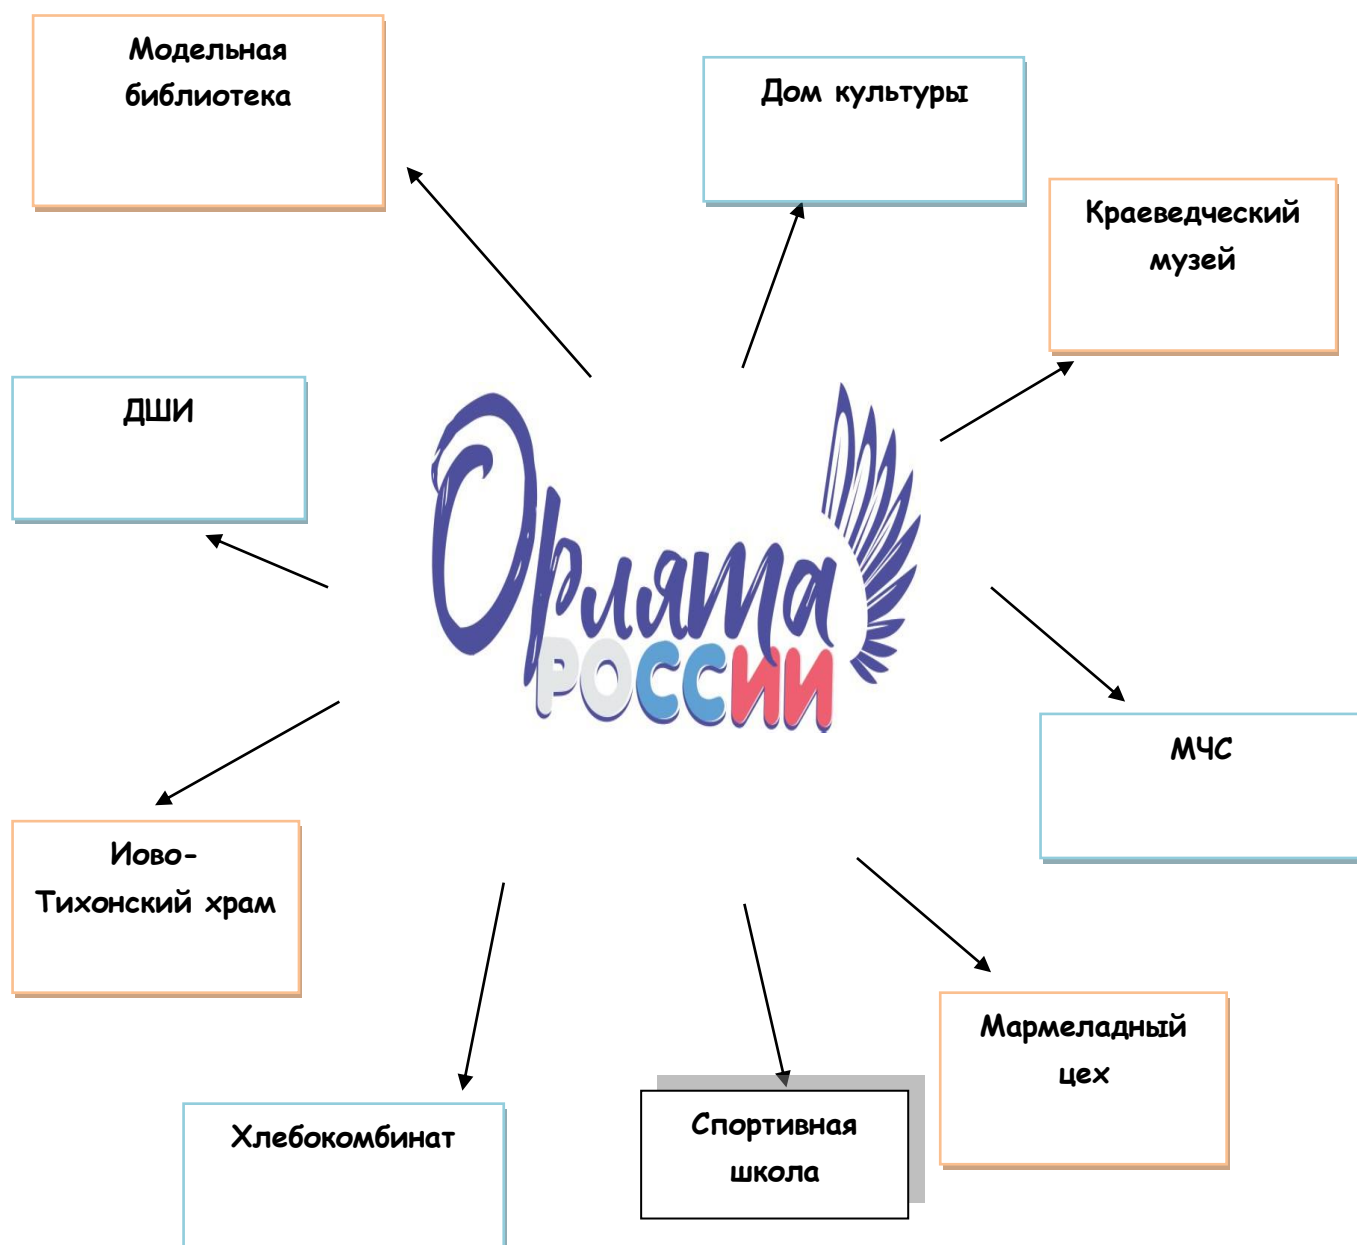 Модельная
библиотека
Дом культуры
Краеведческий
музей
ДШИ
Орлята
РОССИИ
МЧС
Иово-
Тихонский храм
Мармеладный
цех
Спортивная
школа
Хлебокомбинат